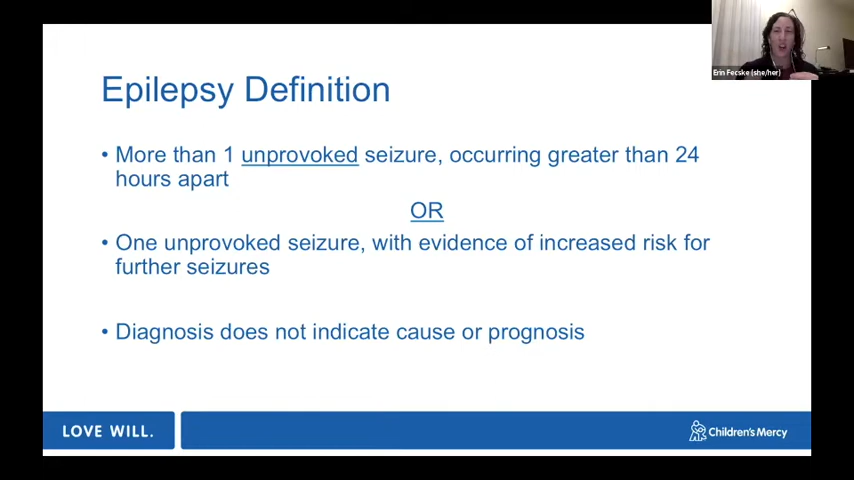 Erin Fecske (she/her)
Epilepsy Definition
• More than 1 unprovoked seizure, occurring greater than 24
hours apart
OR
• One unprovoked seizure, with evidence of increased risk for
further seizures
• Diagnosis does not indicate cause or prognosis
LOVE WILL.
Children's Mercy